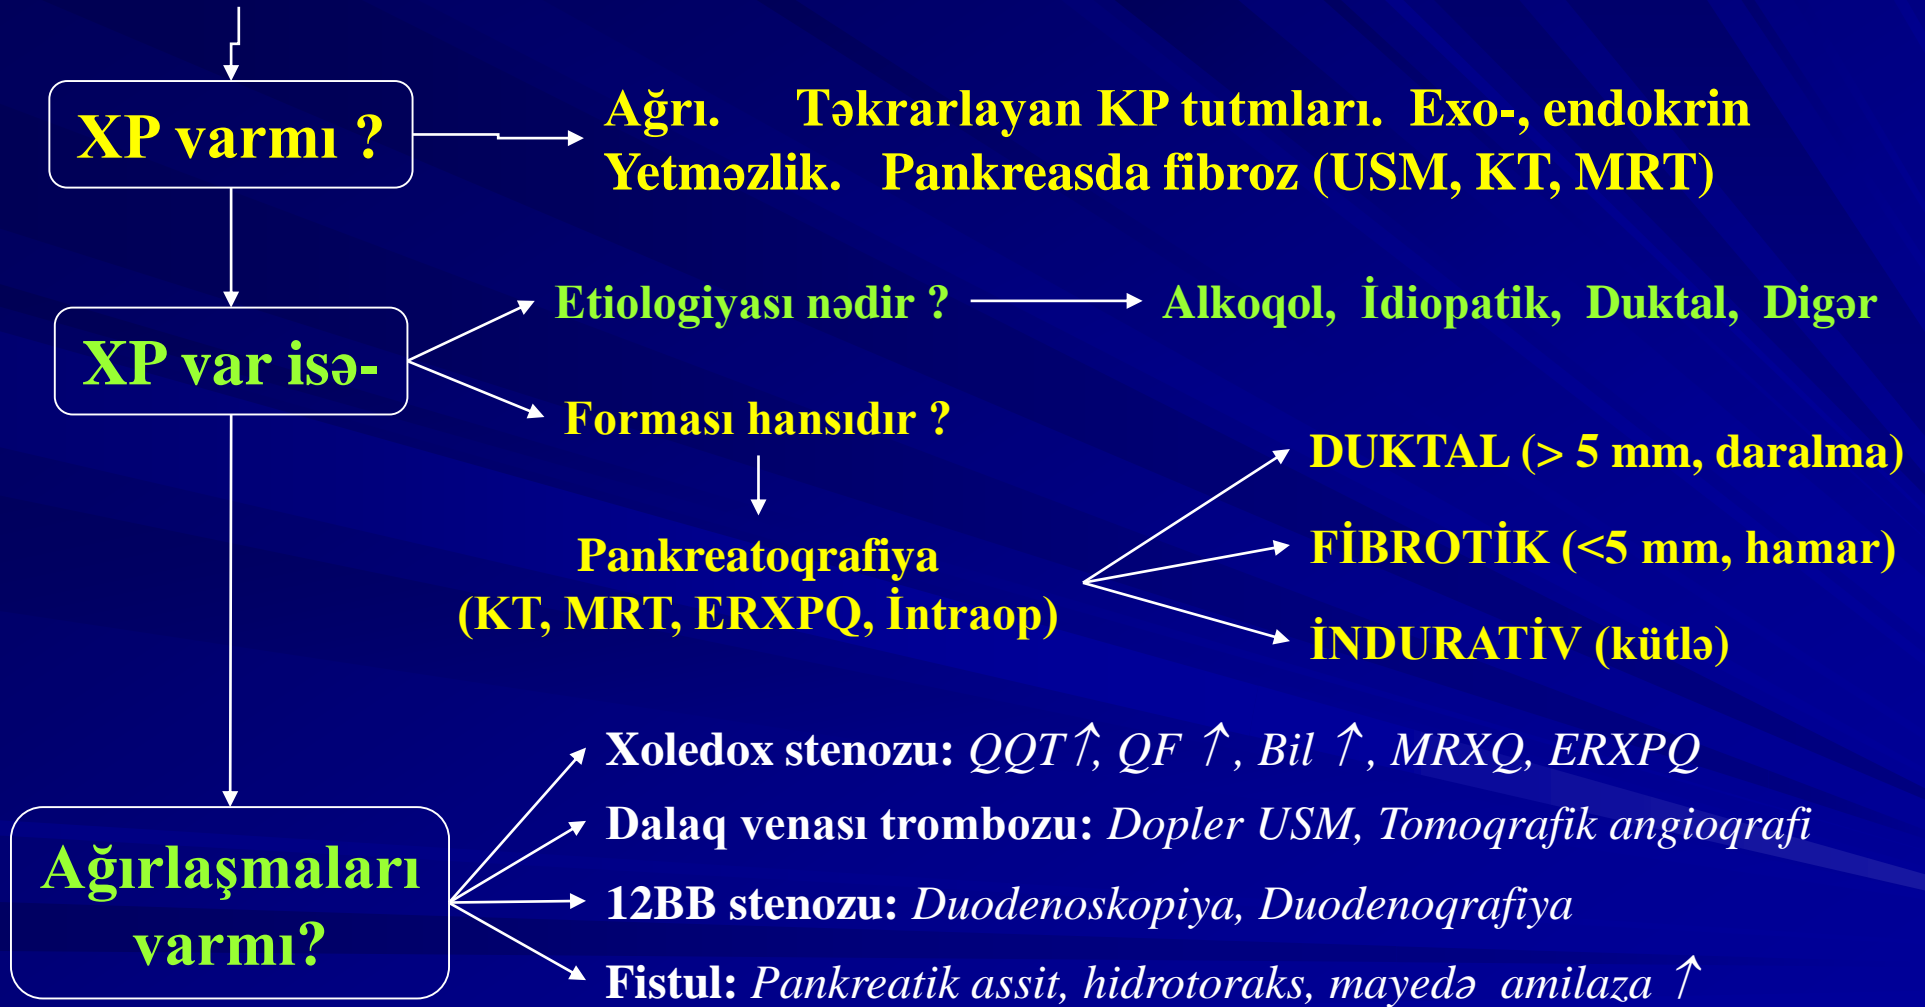 XP varmı ?
Ağrı. Təkrarlayan KP tutmları. Exo-, endokrin
Yetməzlik. Pankreasda fibroz (USM, KT, MRT)
XP var isə-
Etiologiyası nədir ?
Alkoqol, İdiopatik, Duktal, Digər
Forması hansıdır ?
Pankreatoqrafiya
(KT, MRT, ERXPQ, İntraop)
DUKTAL (> 5 mm, daralma)
FİBROTİK (<5 mm, hamar)
İNDURATİV (kütlə)
Ağırlaşmaları
varmı?
Xoledox stenozu: QQT↑, QF ↑, Bil ↑, MRXQ, ERXPQ
Dalaq venası trombozu: Dopler USM, Tomoqrafik angioqrafi
12BB stenozu: Duodenoskopiya, Duodenoqrafiya
Fistul: Pankreatik assit, hidrotoraks, mayedə amilaza ↑